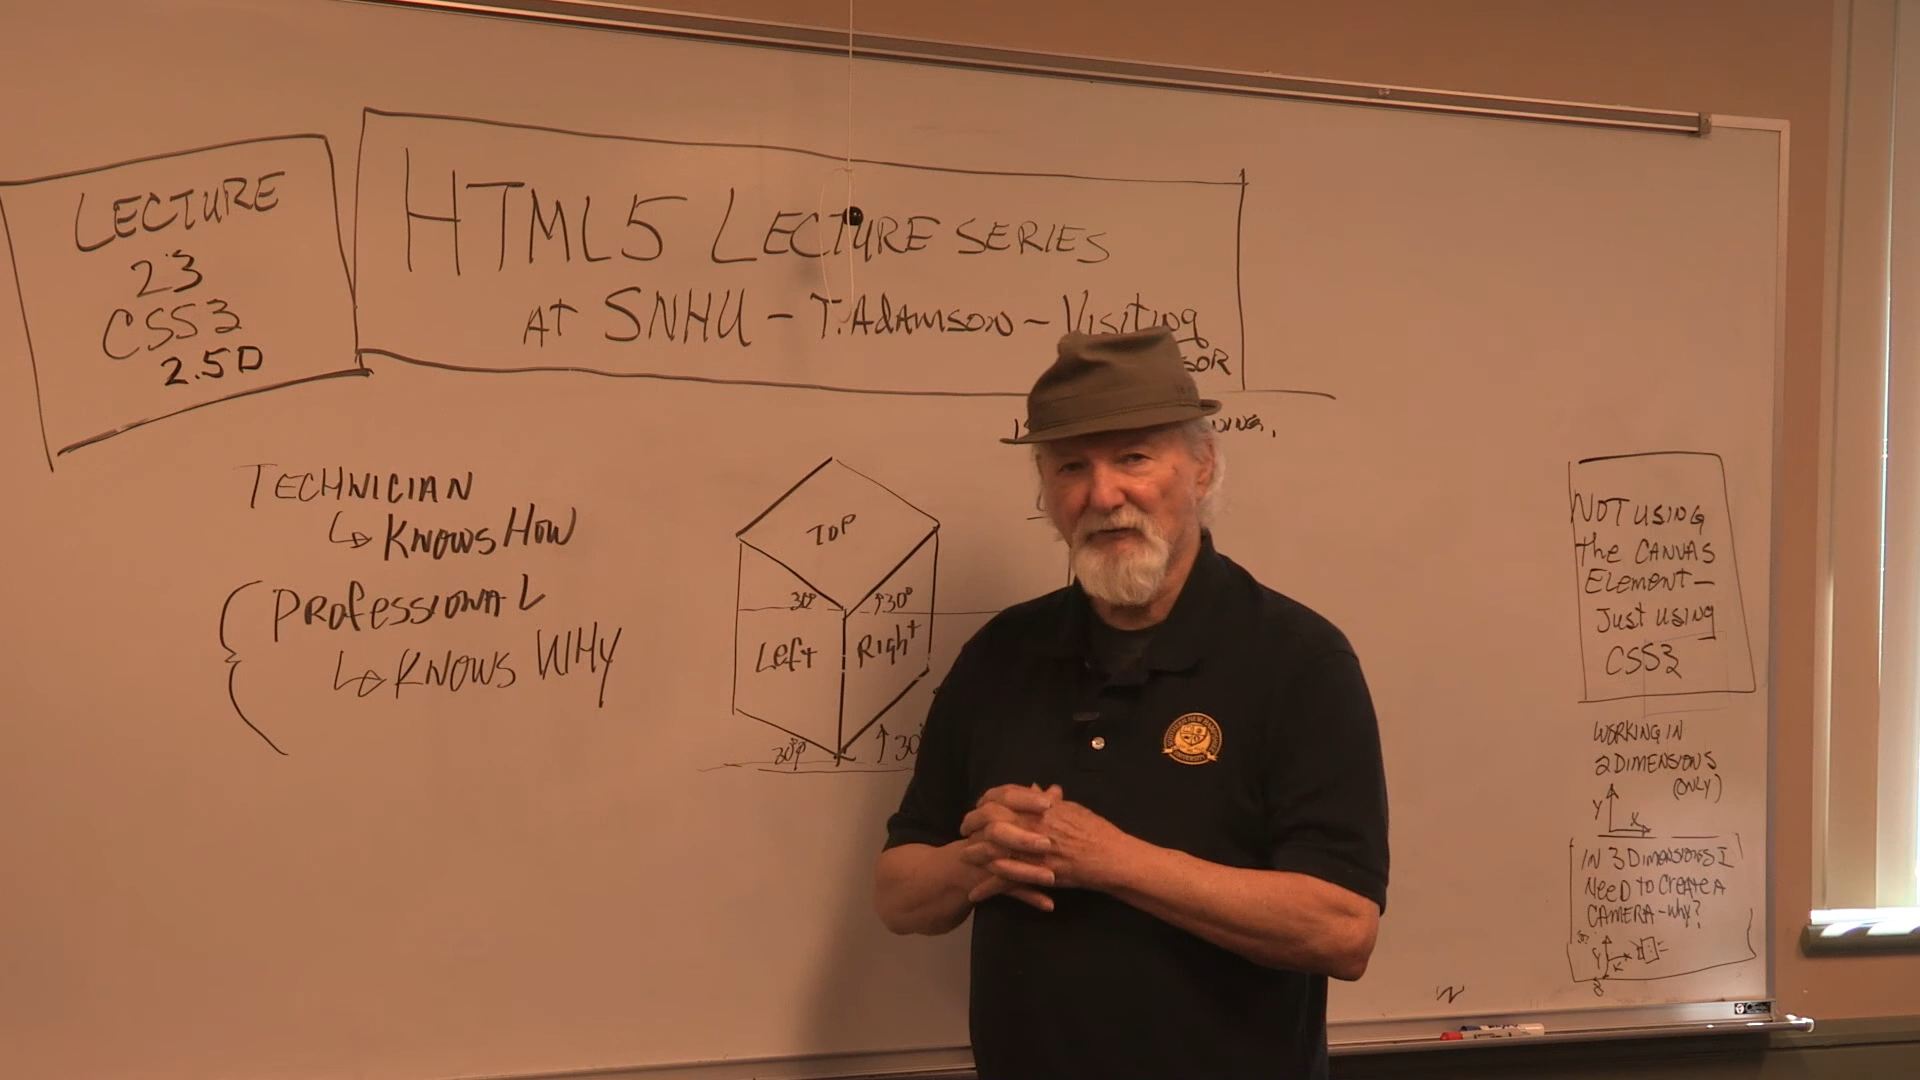 LECTURE
23
CSS3
2.5D
HTML5 LECTURE SERIES
AT SNHU - T. Adamson - Visiting
SOR
TECHNICIAN
↳ KNOWS HOW
PROfessIONAL
↳ KNOWS WHY
TOP
30°
↑30°
Left
Right
30°
↑30°
NOT USING
the CANVAS
ELement—
Just using
CSS3
WORKING IN
2 DIMENSIONS
(ONLY)
Y
X
IN 3 DIMENSIONS I
NeeD to Create A
CAMERA - why?
Y
X
Z